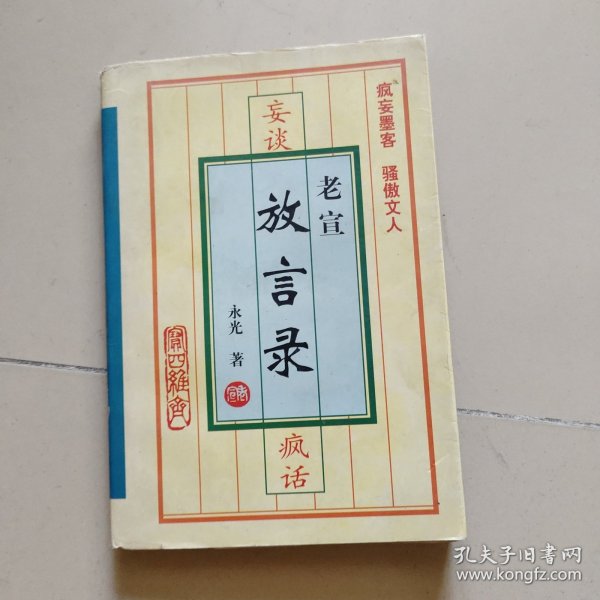 疯妄墨客 骚傲文人
妄谈
疯话
老宣
放言录
永光 著
孔夫子旧书网
www.kongfz.com